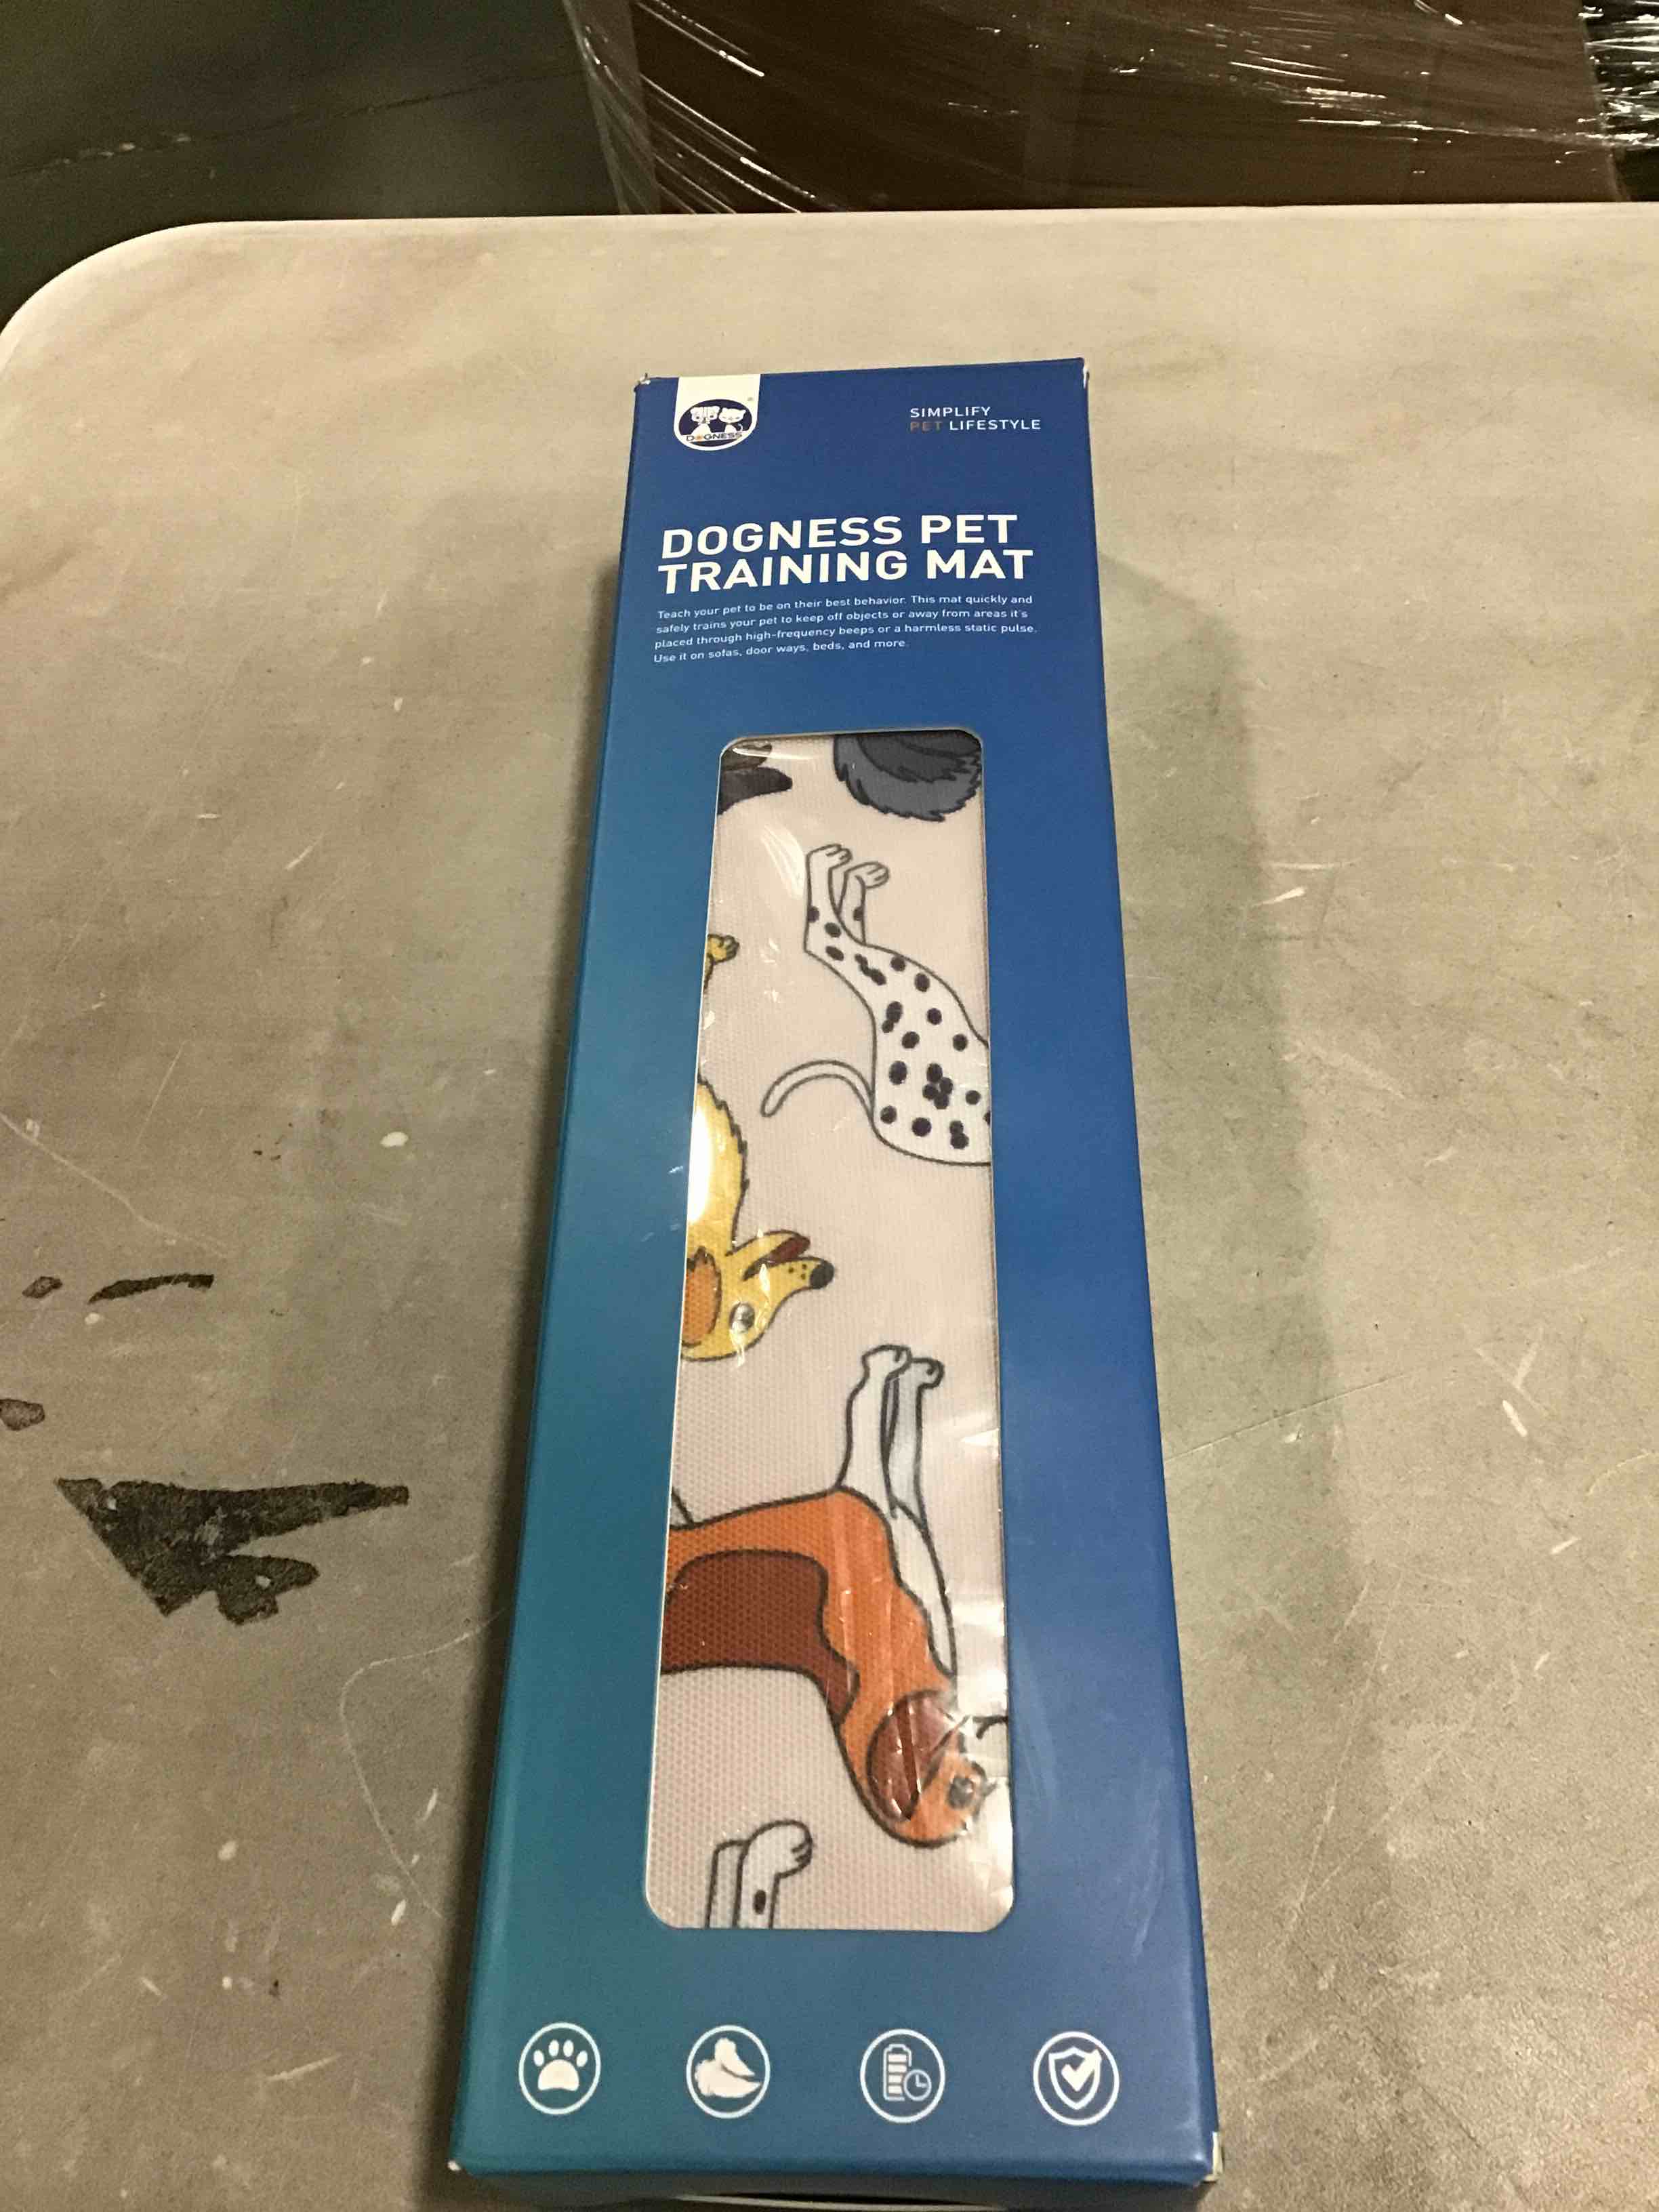 DOGNESS
SIMPLIFY
PET LIFESTYLE
DOGNESS PET
TRAINING MAT
Teach your pet to be on their best behavior. This mat quickly and
safely trains your pet to keep off objects or away from areas it's
placed through high-frequency beeps or a harmless static pulse.
Use it on sofas, door ways, beds, and more.